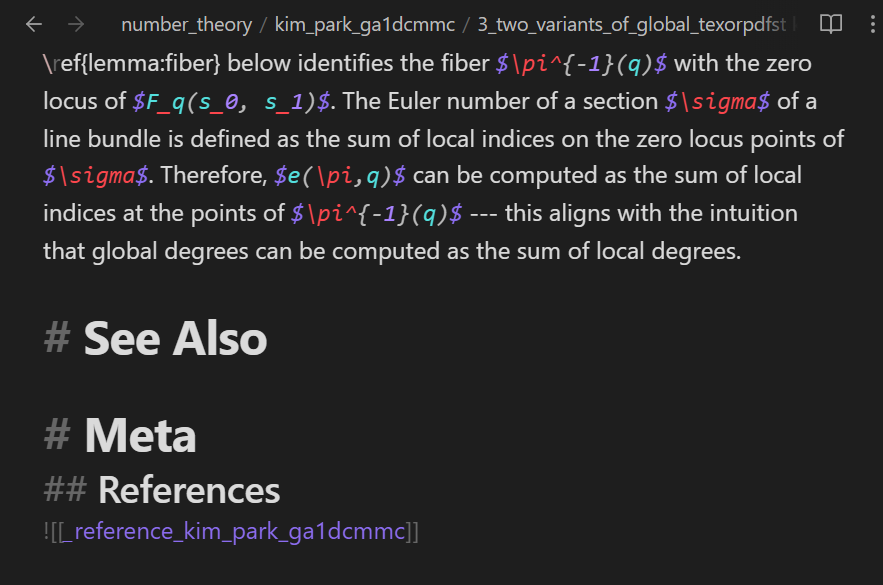 number_theory / kim_park_ga1dcmmc / 3_two_variants_of_global_texorpdfst
\ref{lemma:fiber} below identifies the fiber $\pi^{-1}(q)$ with the zero
locus of $F_q(s_0, s_1)$. The Euler number of a section $\sigma$ of a
line bundle is defined as the sum of local indices on the zero locus points of
$\sigma$. Therefore, $e(\pi,q)$ can be computed as the sum of local
indices at the points of $\pi^{-1}(q)$ --- this aligns with the intuition
that global degrees can be computed as the sum of local degrees.
# See Also
# Meta
## References
![[_reference_kim_park_ga1dcmmc]]